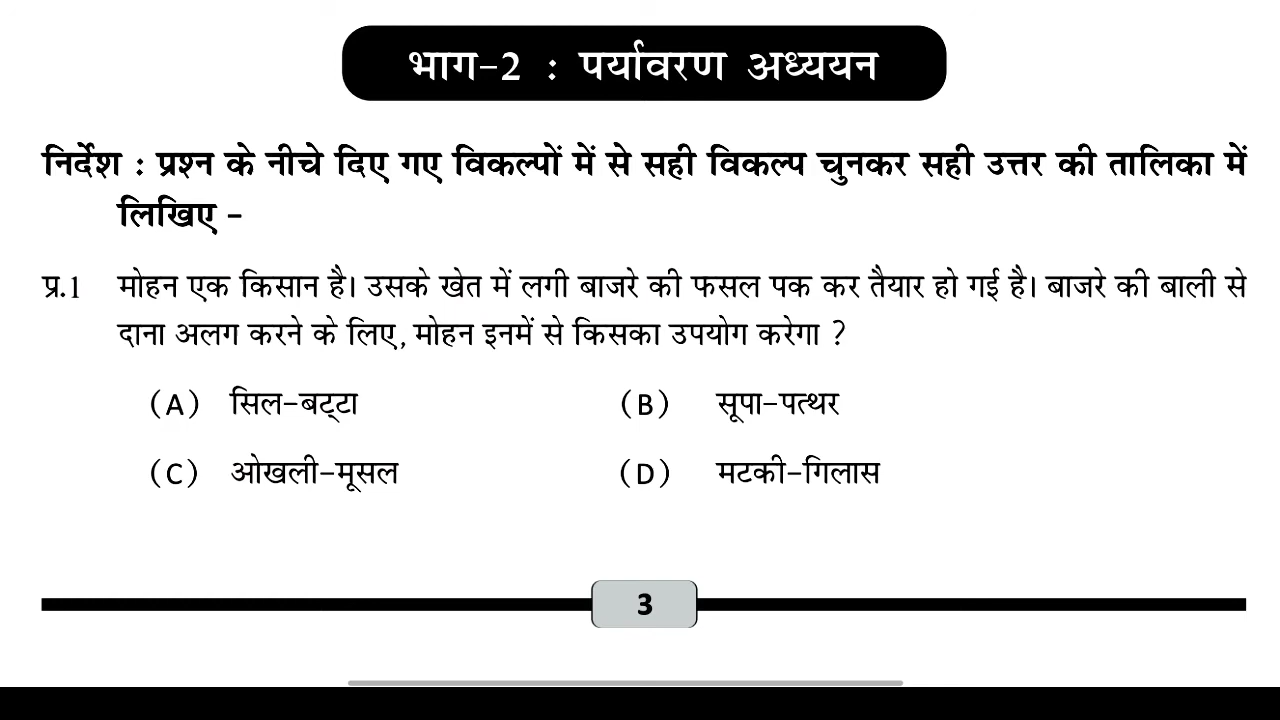 भाग-2 : पर्यावरण अध्ययन
निर्देश : प्रश्न के नीचे दिए गए विकल्पों में से सही विकल्प चुनकर सही उत्तर की तालिका में
लिखिए -
प्र.1 मोहन एक किसान है। उसके खेत में लगी बाजरे की फसल पक कर तैयार हो गई है। बाजरे की बाली से
दाना अलग करने के लिए, मोहन इनमें से किसका उपयोग करेगा ?
(A) सिल-बट्टा (B) सूपा-पत्थर
(C) ओखली-मूसल (D) मटकी-गिलास
3